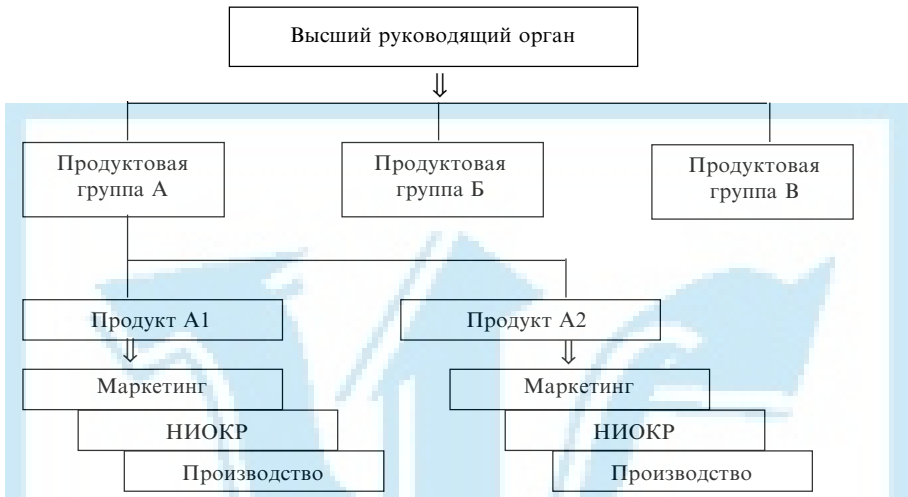 Высший руководящий орган
⇓
Продуктовая
группа А
Продуктовая
группа Б
Продуктовая
группа В
Продукт А1
Продукт А2
⇓
⇓
Маркетинг
Маркетинг
НИОКР
НИОКР
Производство
Производство